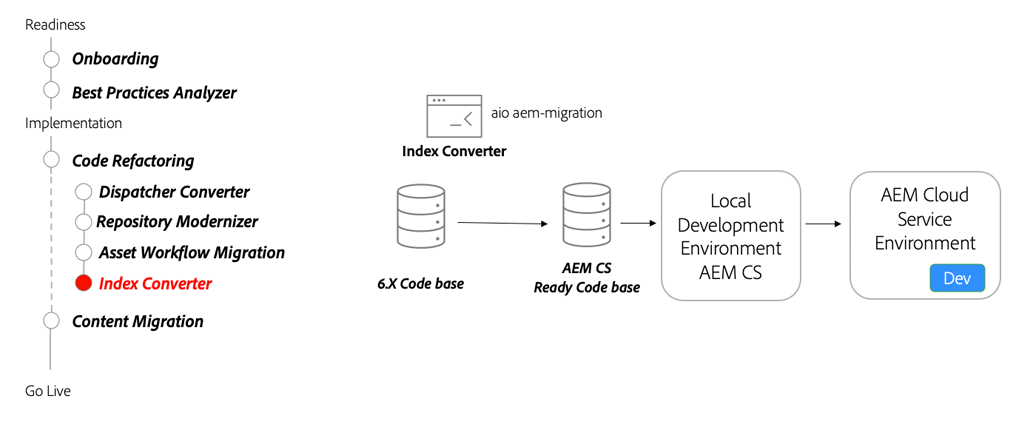 Readiness
Onboarding
Best Practices Analyzer
Implementation
Code Refactoring
Dispatcher Converter
Repository Modernizer
Asset Workflow Migration
Index Converter
Content Migration
Go Live
aio aem-migration
Index Converter
6.X Code base
AEM CS
Ready Code base
Local
Development
Environment
AEM CS
AEM Cloud
Service
Environment
Dev